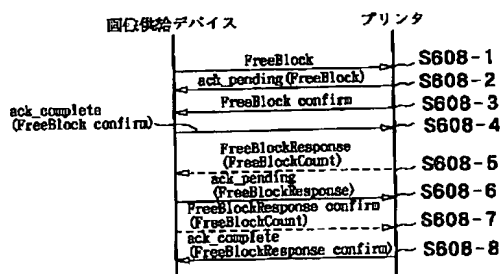 画像供給デバイス
プリンタ
FreeBlock
S608-1
ack_pending(FreeBlock)
S608-2
FreeBlock confirm
S608-3
ack_complete
(FreeBlock confirm)
S608-4
FreeBlockResponse
(FreeBlockCount)
S608-5
ack_pending
(FreeBlockResponse)
S608-6
FreeBlockResponse confirm
(FreeBlockCount)
S608-7
ack_complete
(FreeBlockResponse confirm)
S608-8